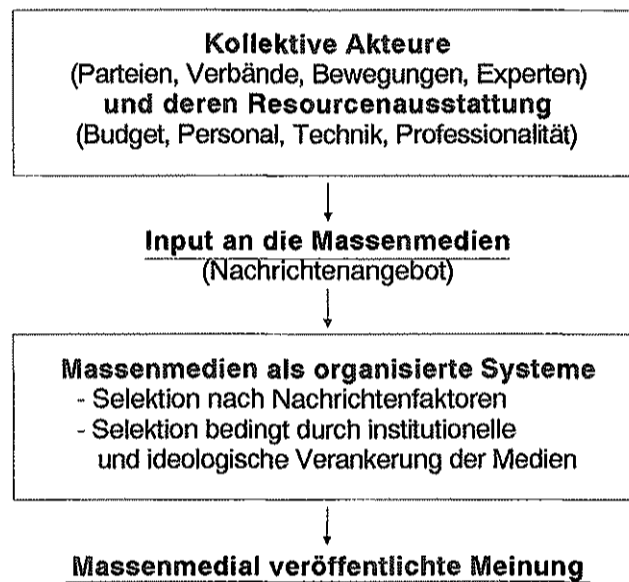 Kollektive Akteure
(Parteien, Verbände, Bewegungen, Experten)
und deren Resourcenausstattung
(Budget, Personal, Technik, Professionalität)
Input an die Massenmedien
(Nachrichtenangebot)
Massenmedien als organisierte Systeme
- Selektion nach Nachrichtenfaktoren
- Selektion bedingt durch institutionelle
und ideologische Verankerung der Medien
Massenmedial veröffentlichte Meinung